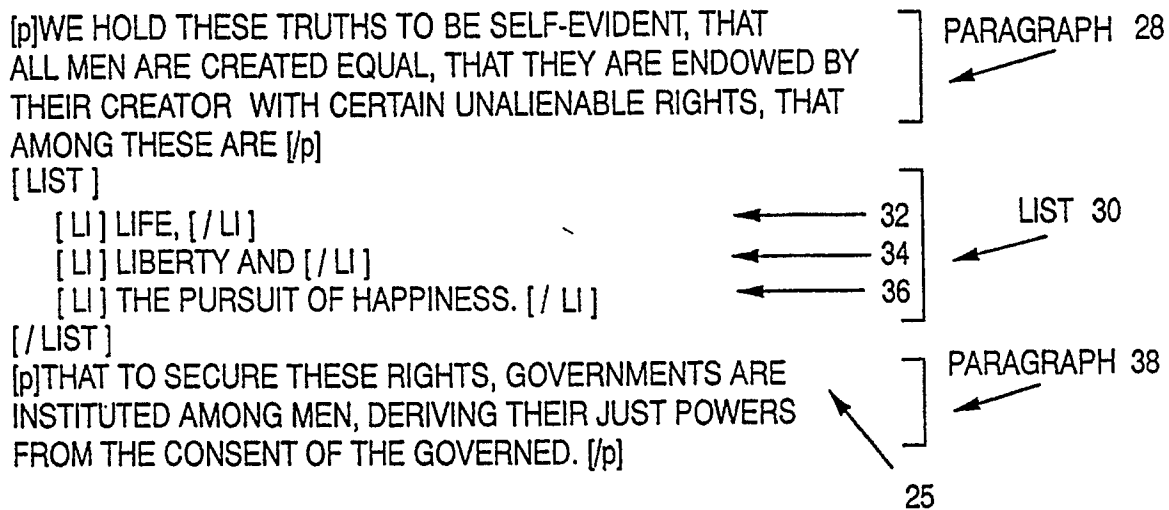 [p]WE HOLD THESE TRUTHS TO BE SELF-EVIDENT, THAT
ALL MEN ARE CREATED EQUAL, THAT THEY ARE ENDOWED BY
THEIR CREATOR WITH CERTAIN UNALIENABLE RIGHTS, THAT
AMONG THESE ARE [/p]
PARAGRAPH 28
[ LIST ]
[ LI ] LIFE, [ / LI ] 32
[ LI ] LIBERTY AND [ / LI ] 34
[ LI ] THE PURSUIT OF HAPPINESS. [ / LI ] 36
LIST 30
[ / LIST ]
[p]THAT TO SECURE THESE RIGHTS, GOVERNMENTS ARE
INSTITUTED AMONG MEN, DERIVING THEIR JUST POWERS
FROM THE CONSENT OF THE GOVERNED. [/p]
PARAGRAPH 38
25